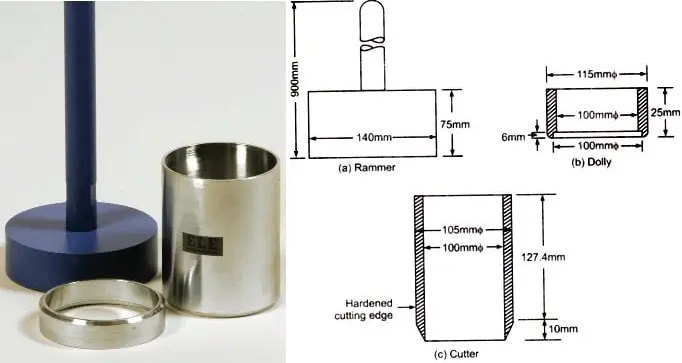 ELE
900mm
140mm
75mm
(a) Rammer
115mmϕ
100mmϕ
25mm
6mm
100mmϕ
(b) Dolly
105mmϕ
100mmϕ
127.4mm
Hardened
cutting edge
10mm
(c) Cutter